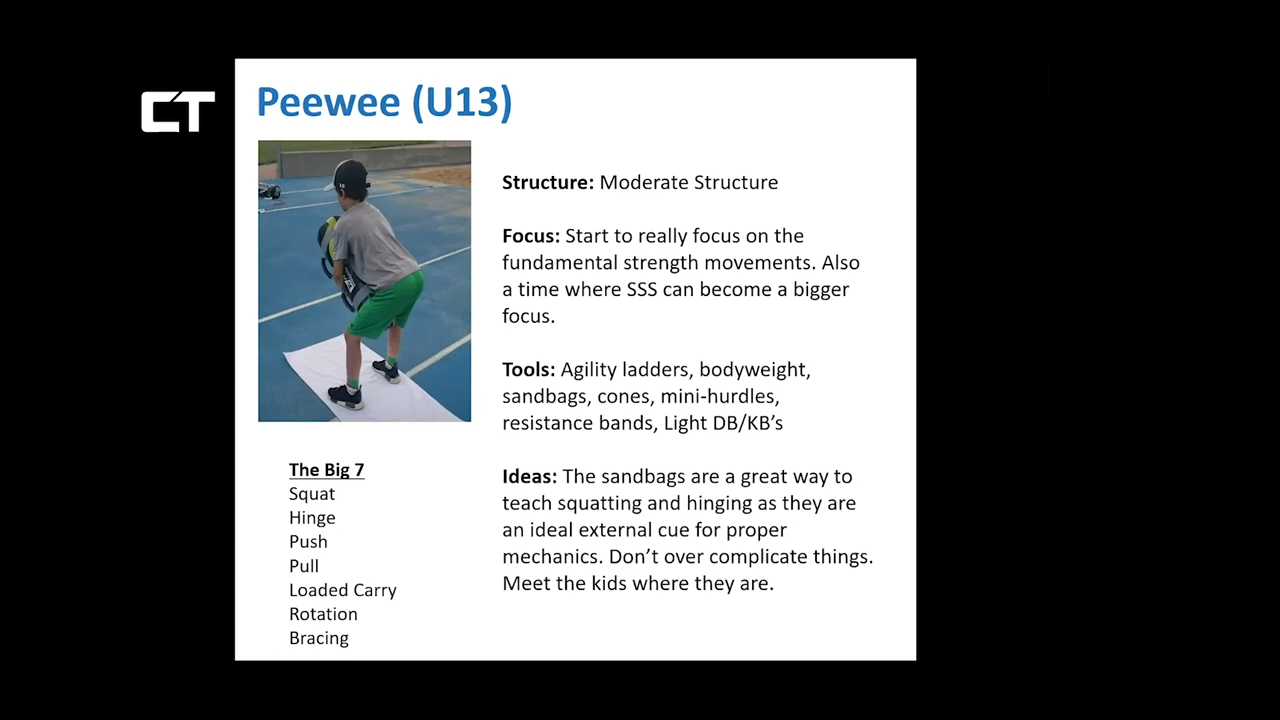 CT
Peewee (U13)
Structure: Moderate Structure
Focus: Start to really focus on the
fundamental strength movements. Also
a time where SSS can become a bigger
focus.
Tools: Agility ladders, bodyweight,
sandbags, cones, mini-hurdles,
resistance bands, Light DB/KB’s
Ideas: The sandbags are a great way to
teach squatting and hinging as they are
an ideal external cue for proper
mechanics. Don’t over complicate things.
Meet the kids where they are.
The Big 7
Squat
Hinge
Push
Pull
Loaded Carry
Rotation
Bracing